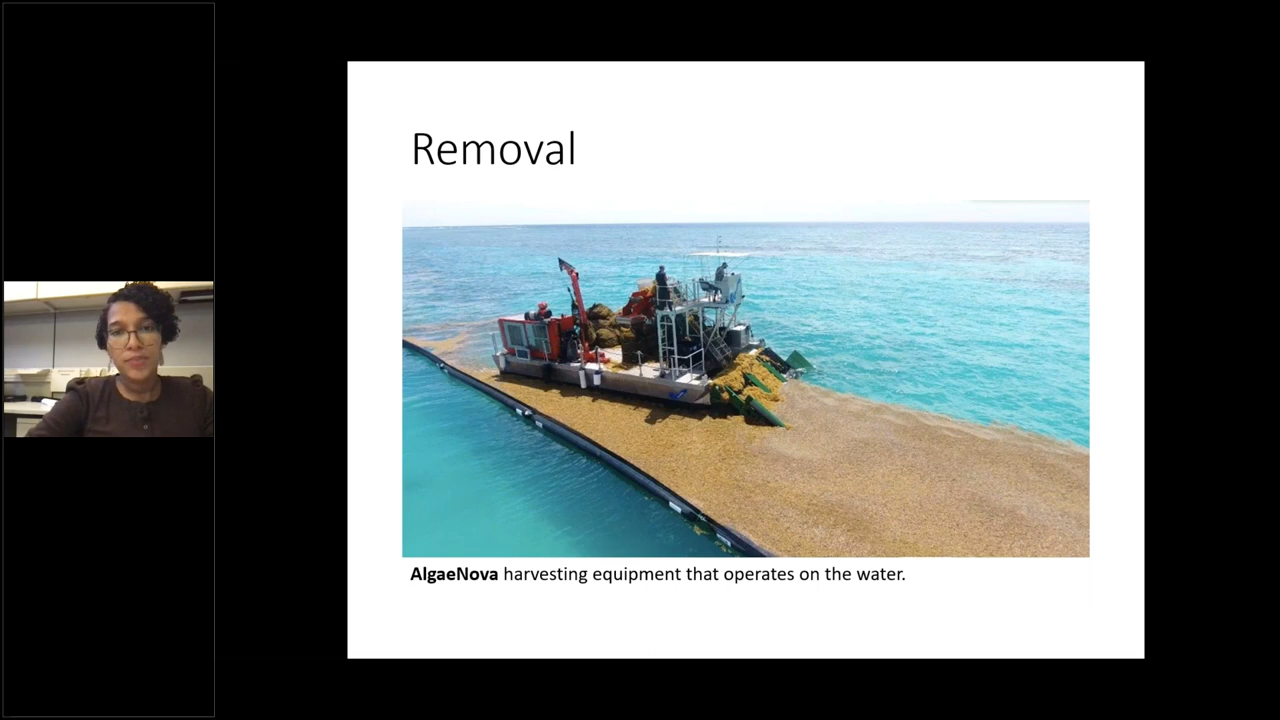 Removal
AlgaeNova harvesting equipment that operates on the water.